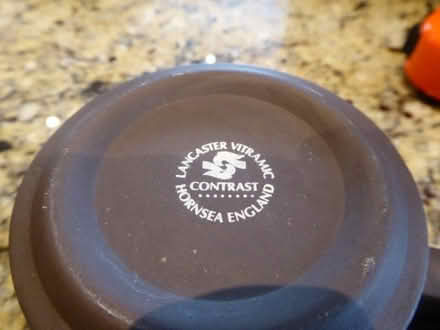 LANCASTER VITRAMIC
CONTRAST
HORNSEA ENGLAND